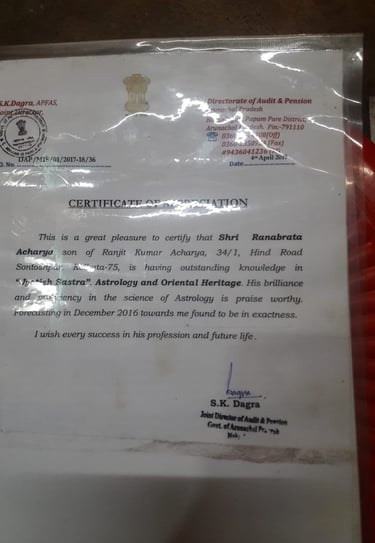 S.K.Dagra, APFAS,
Directorate of Audit & Pension
Arunachal Pradesh
Papum Pare District
Arunachal Pradesh. Pin:-791110
(Fax)
DAP/MIS/01/2017-18/36
4th April 2017
Date
CERTIFICATE OF APPRECIATION
This is a great pleasure to certify that Shri Ranabrata
Acharya son of Ranjit Kumar Acharya, 34/1, Hind Road
Santoshpur, Kolkata-75, is having outstanding knowledge in
"Jyotish Sastra", Astrology and Oriental Heritage. His brilliance
and proficiency in the science of Astrology is praise worthy.
Forecasting in December 2016 towards me found to be in exactness.
I wish every success in his profession and future life.
Dagra
S.K. Dagra
Joint Director of Audit & Pension
Govt. of Arunachal Pradesh